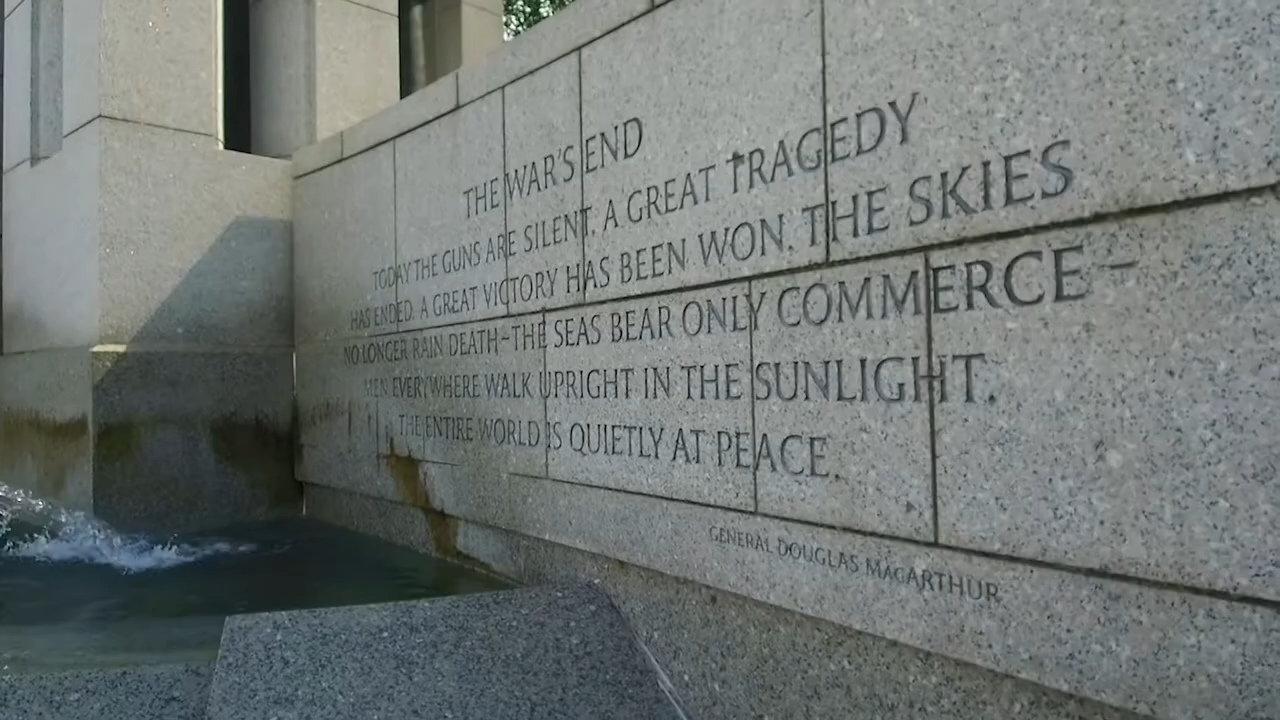 THE WAR'S END
TODAY THE GUNS ARE SILENT. A GREAT TRAGEDY
HAS ENDED. A GREAT VICTORY HAS BEEN WON. THE SKIES
NO LONGER RAIN DEATH ~ THE SEAS BEAR ONLY COMMERCE ~
MEN EVERYWHERE WALK UPRIGHT IN THE SUNLIGHT.
THE ENTIRE WORLD IS QUIETLY AT PEACE.
GENERAL DOUGLAS MACARTHUR